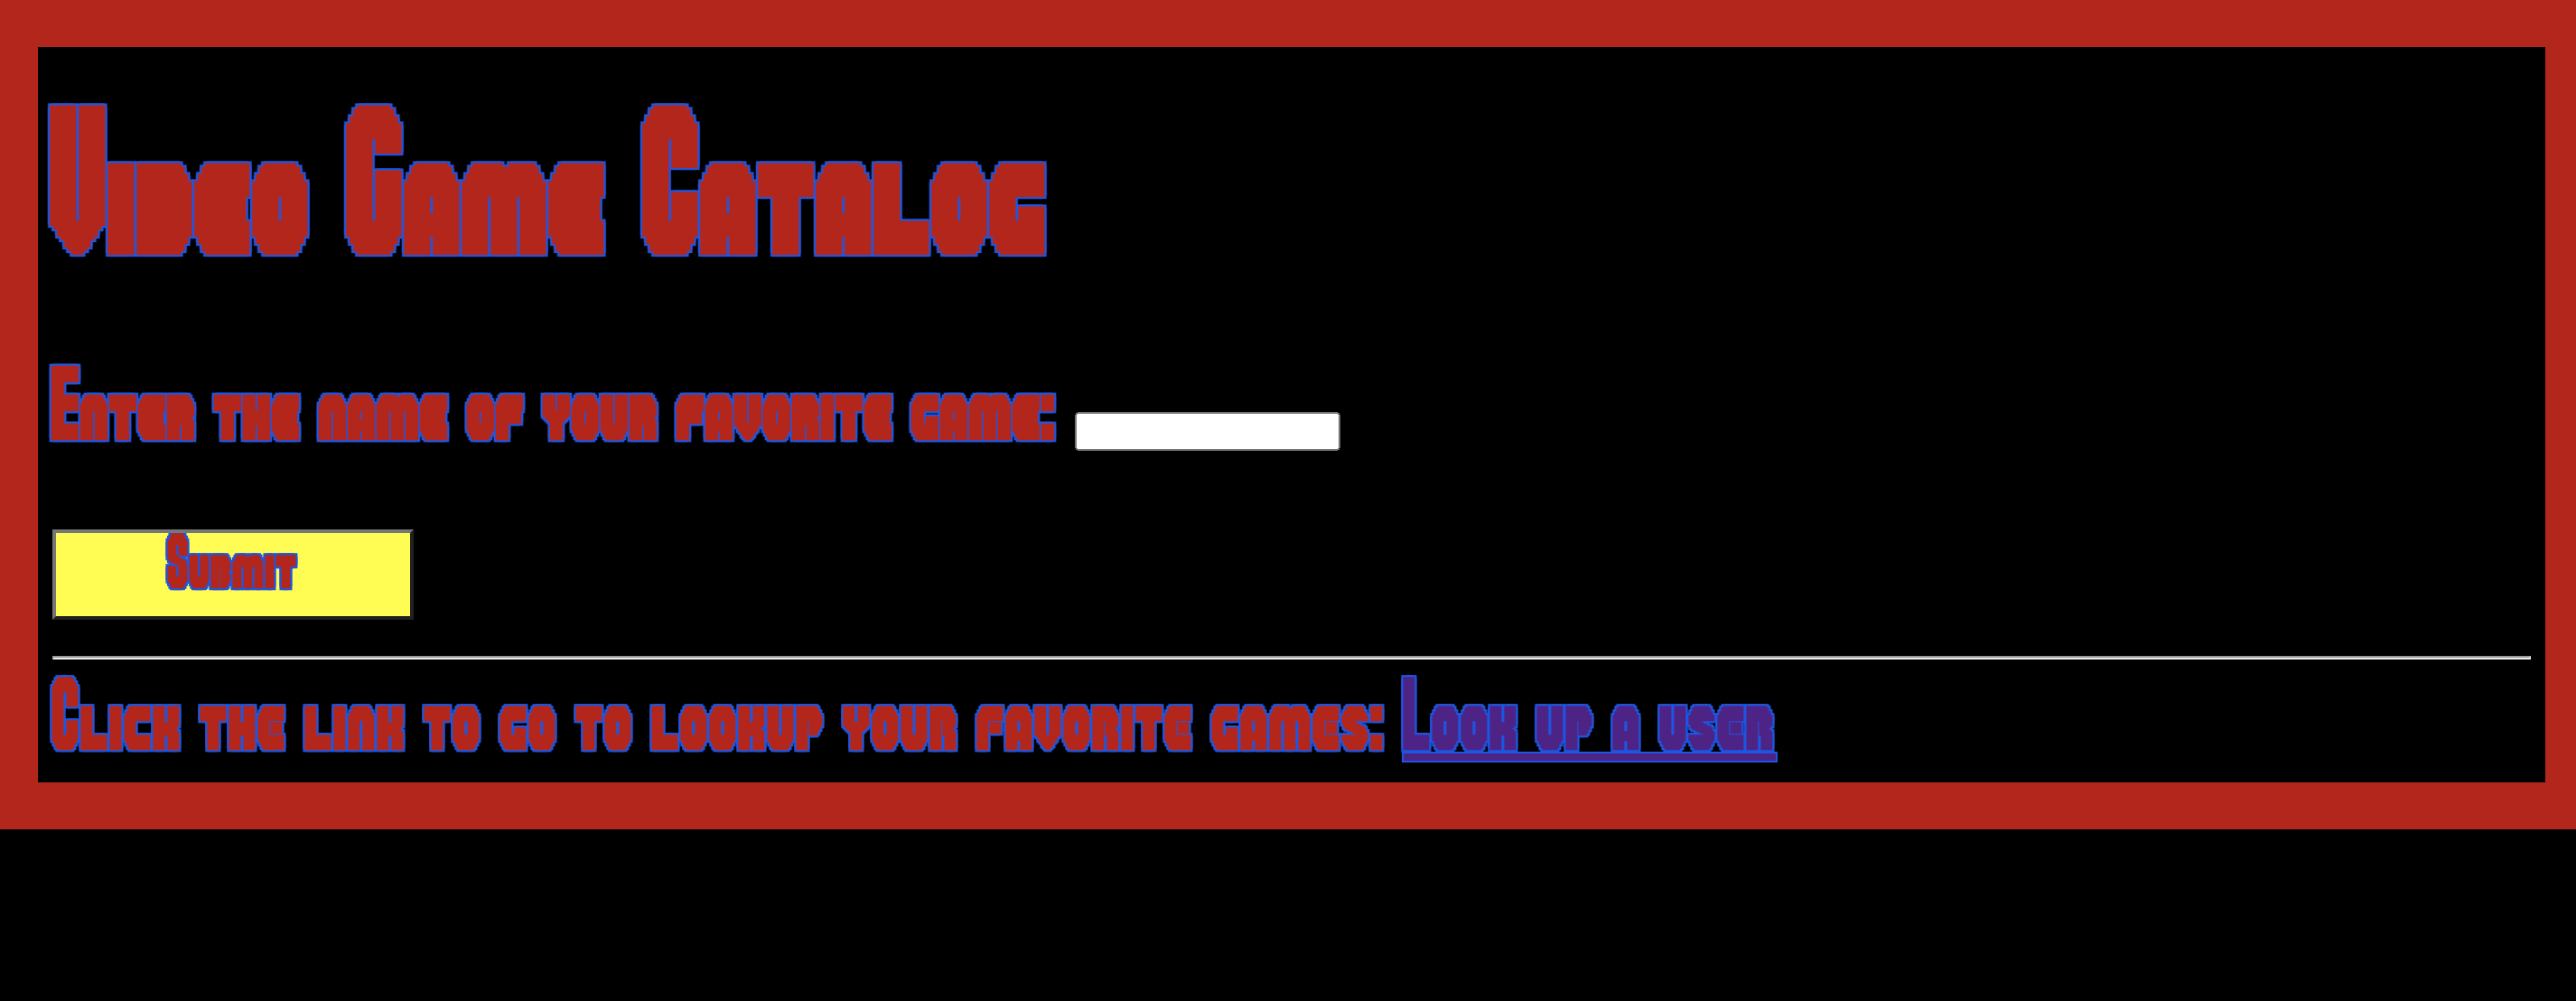 Video Game Catalog
Enter the name of your favorite game:
Submit
Click the link to go to lookup your favorite games: Look up a user